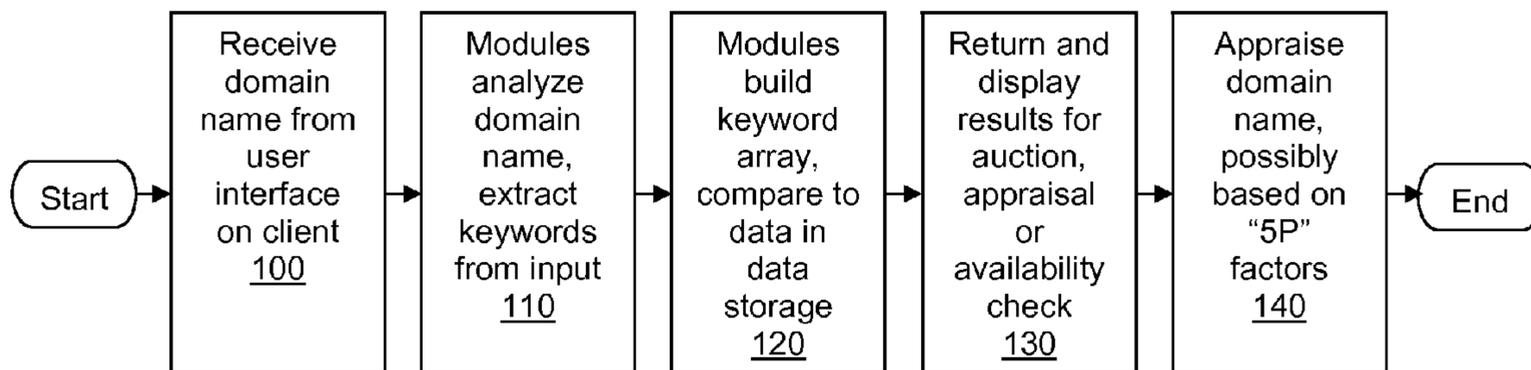 Start
Receive
domain
name from
user
interface
on client
100
Modules
analyze
domain
name,
extract
keywords
from input
110
Modules
build
keyword
array,
compare to
data in
data
storage
120
Return and
display
results for
auction,
appraisal
or
availability
check
130
Appraise
domain
name,
possibly
based on
“5P”
factors
140
End